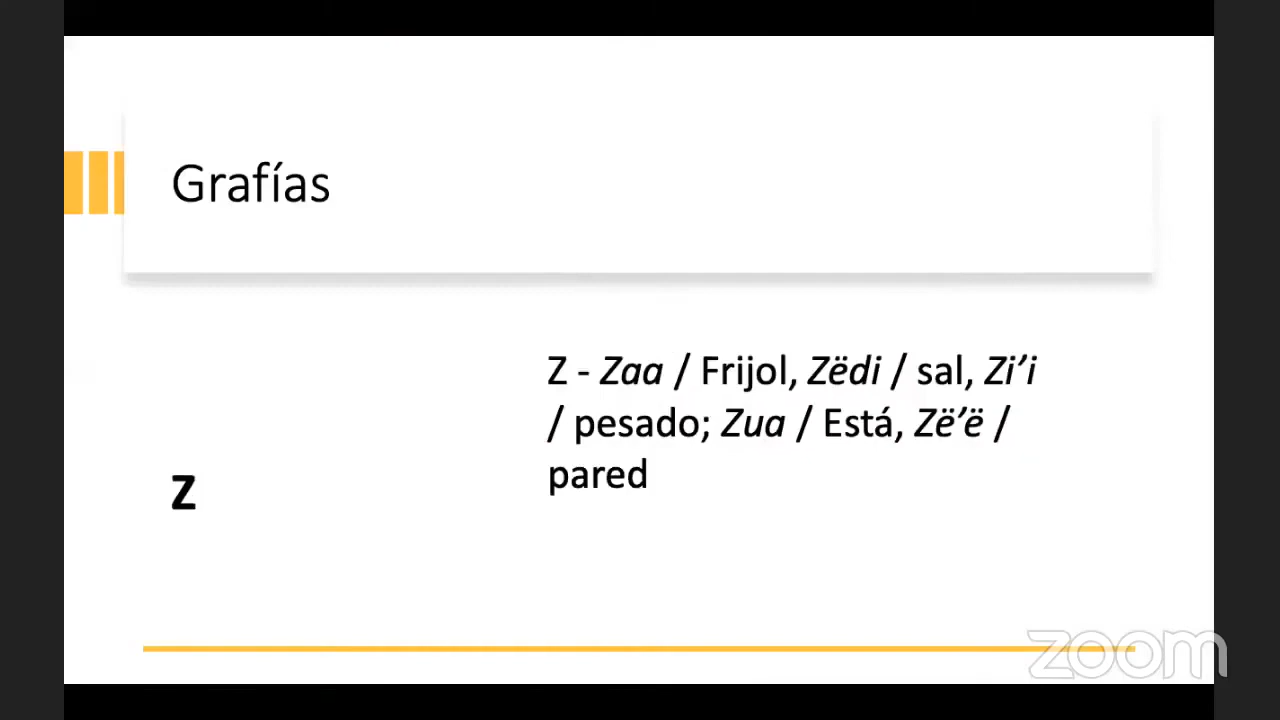 Grafías
Z - Zaa / Frijol, Zëdi / sal, Zi’i
/ pesado; Zua / Está, Zë’ë /
pared
Z
zoom